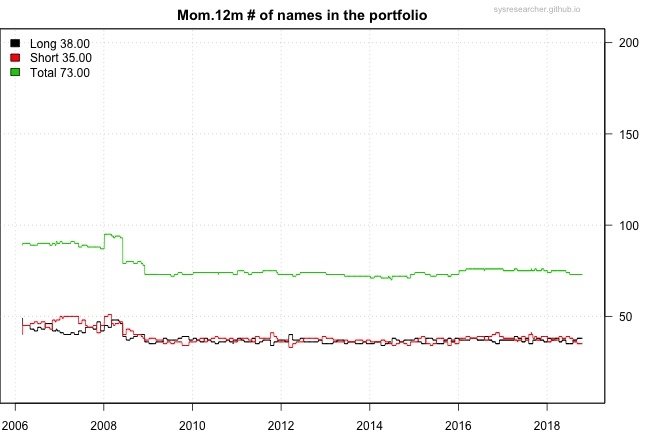 Mom.12m # of names in the portfolio
sysresearcher.github.io
Long 38.00
Short 35.00
Total 73.00
200
150
100
50
2006 2008 2010 2012 2014 2016 2018